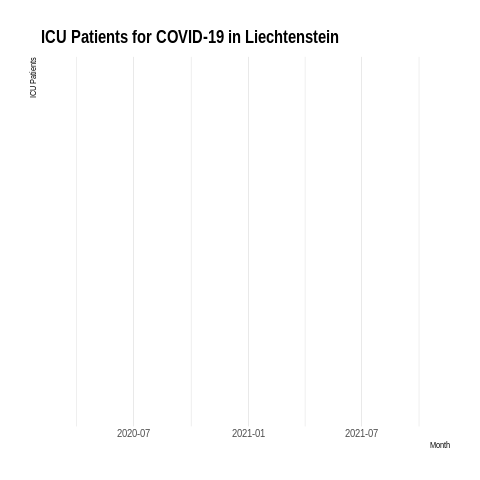 ICU Patients for COVID-19 in Liechtenstein
ICU Patients
2020-07
2021-01
2021-07
Month